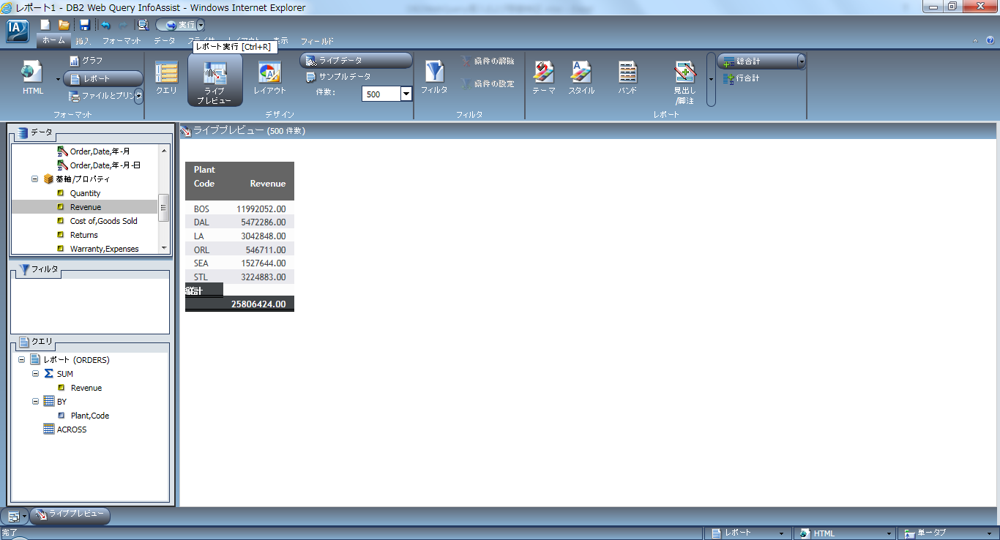 レポート1 - DB2 Web Query InfoAssist - Windows Internet Explorer
IA
実行
ホーム 挿入 フォーマット データ スライサー レイアウト 表示 フィールド
レポート実行 [Ctrl+R]
HTML
グラフ
レポート
ファイルとプリン
フォーマット
クエリ
ライブ
プレビュー
レイアウト
ライブデータ
サンプルデータ
件数: 500
デザイン
フィルタ
条件の解除
条件の設定
フィルタ
テーマ
スタイル
バンド
見出し
/脚注
総合計
行合計
レポート
データ
Order,Date,年-月
Order,Date,年-月-日
基軸/プロパティ
Quantity
Revenue
Cost of,Goods Sold
Returns
Warranty,Expenses
フィルタ
クエリ
レポート (ORDERS)
SUM
Revenue
BY
Plant,Code
ACROSS
ライブプレビュー (500 件数)
Plant
Code Revenue
BOS 11992052.00
DAL 5472286.00
LA 3042848.00
ORL 546711.00
SEA 1527644.00
STL 3224883.00
総計
25806424.00
ライブプレビュー
完了
レポート
HTML
単一タブ